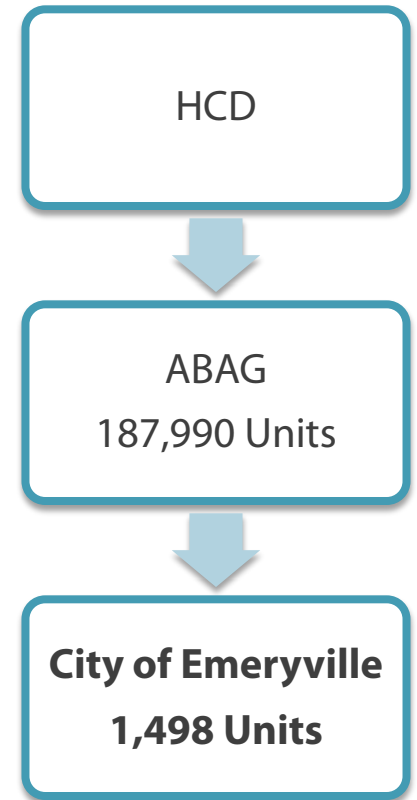 HCD
ABAG
187,990 Units
City of Emeryville
1,498 Units